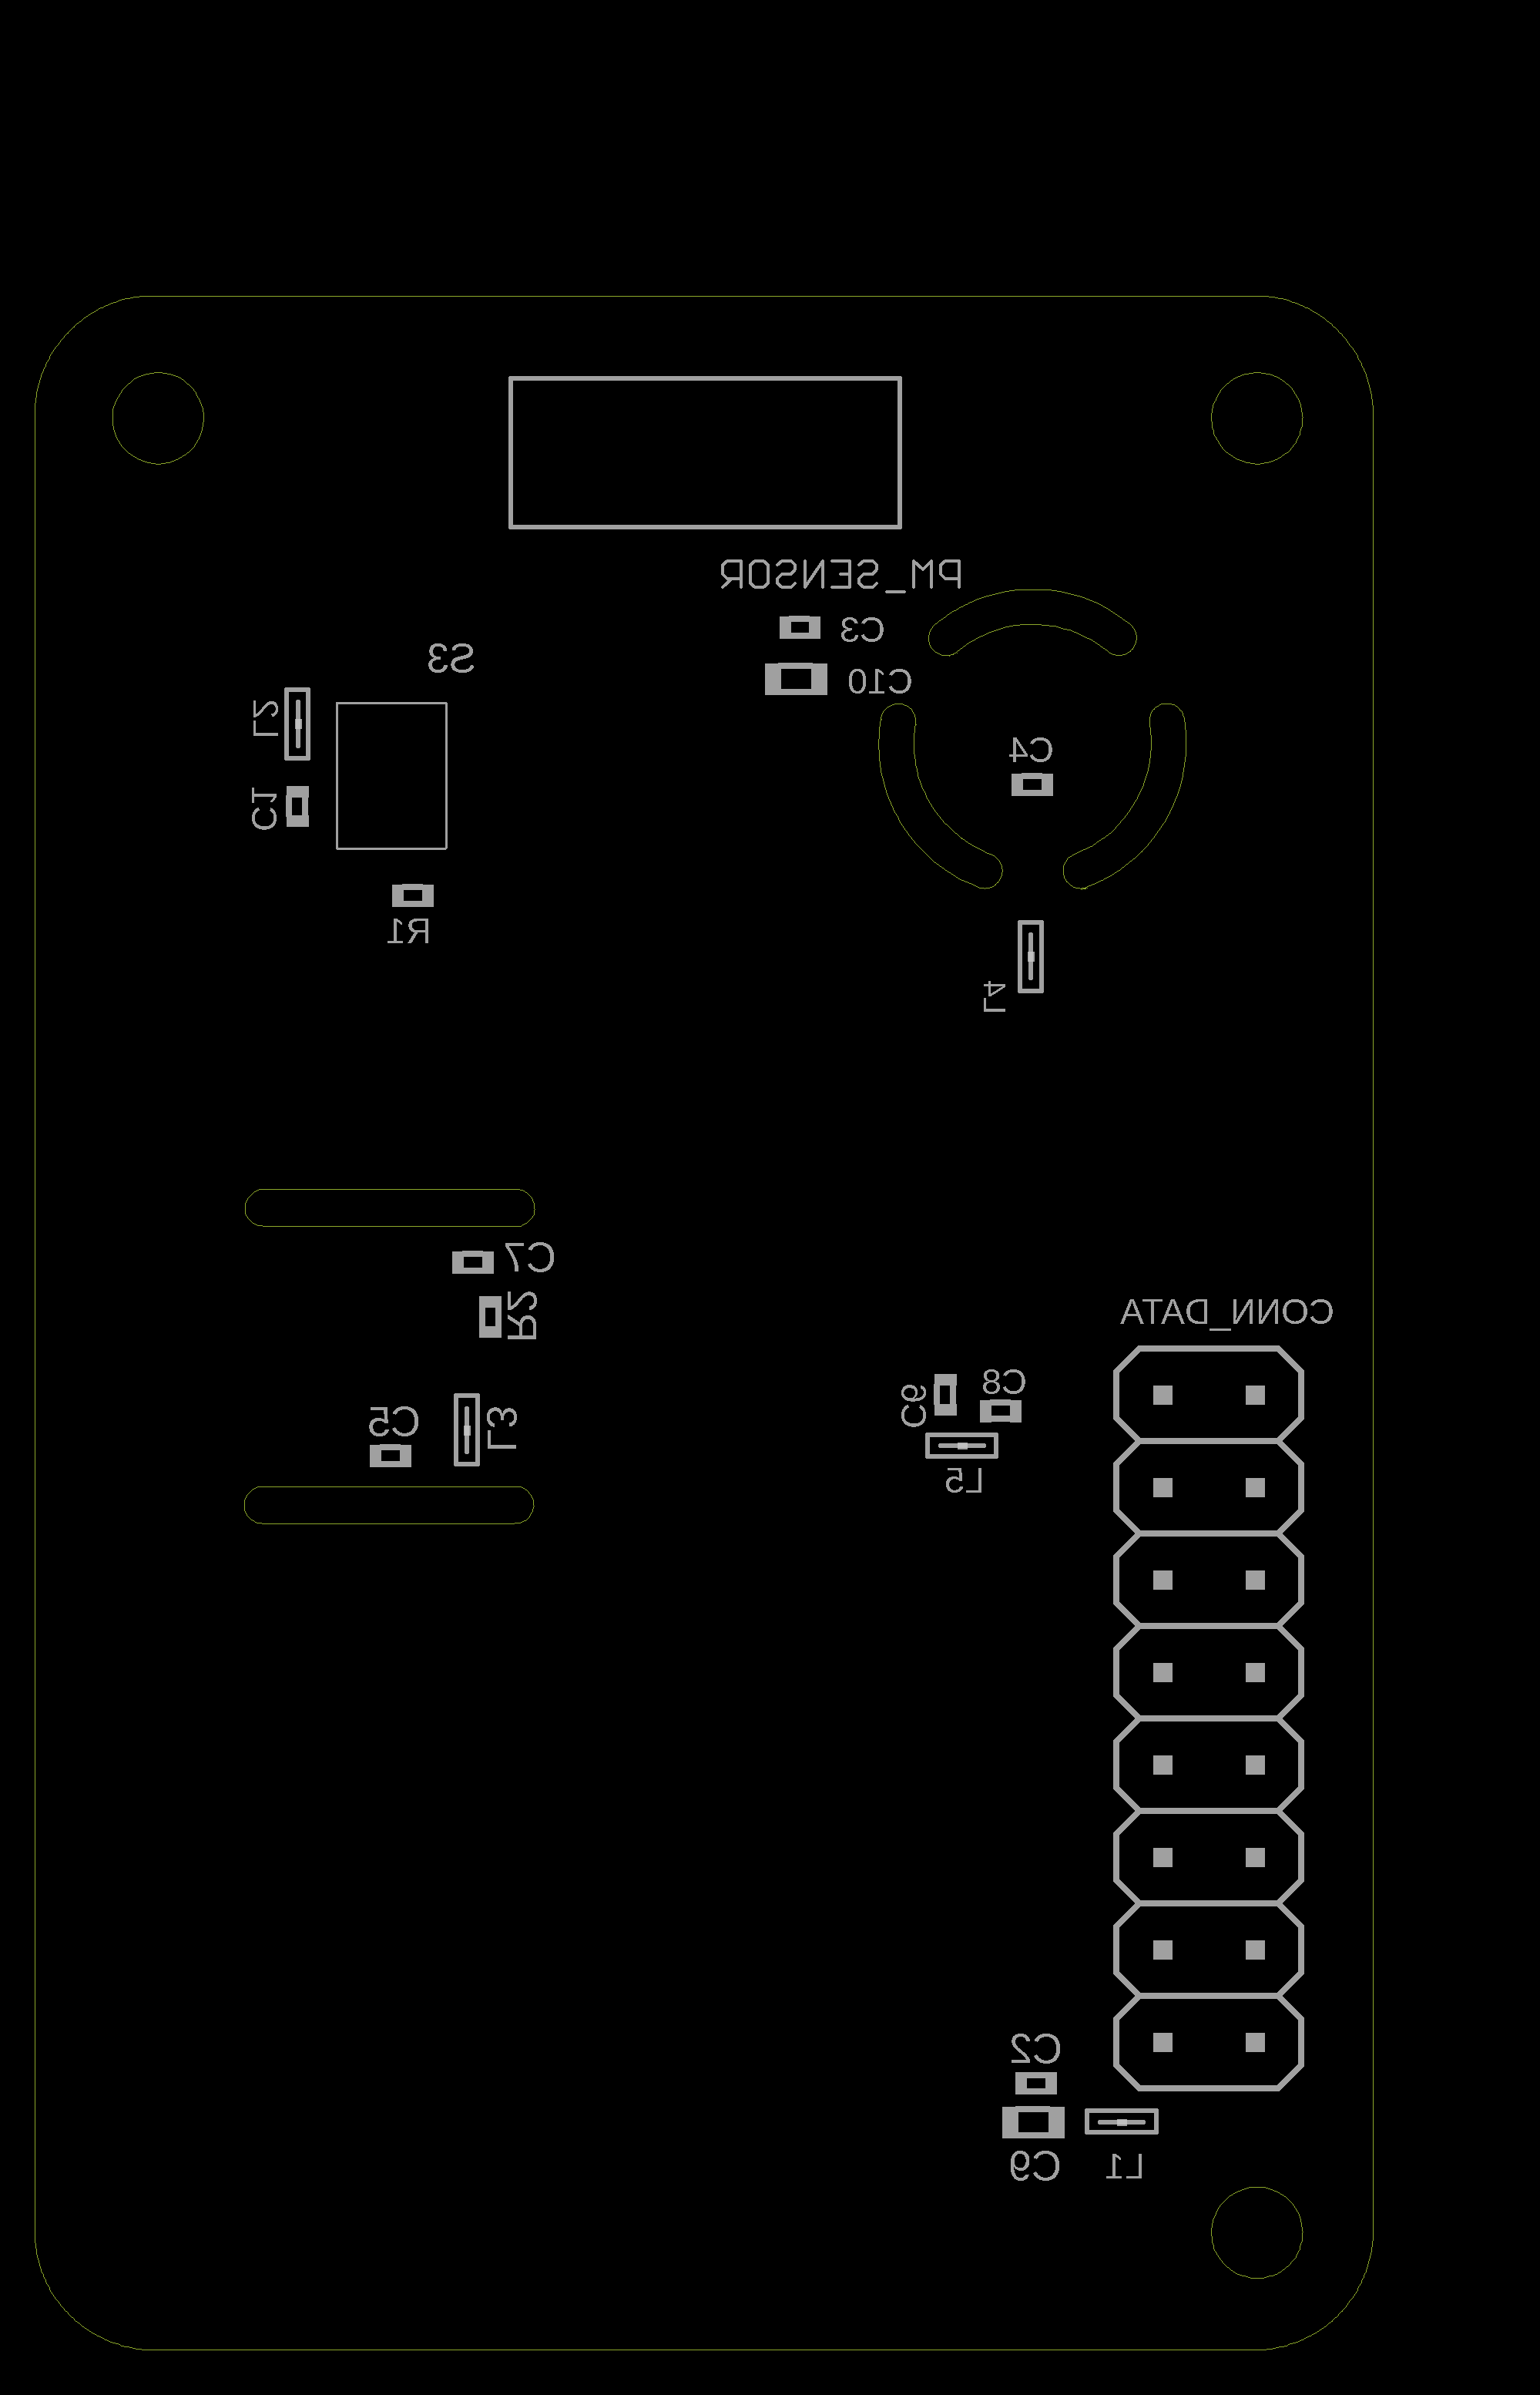 PM_SENSOR
C3
S3
C10
L2
C4
C1
R1
L4
C7
R2
CONN_DATA
C8
C6
C5
L3
L5
C2
C9
L1